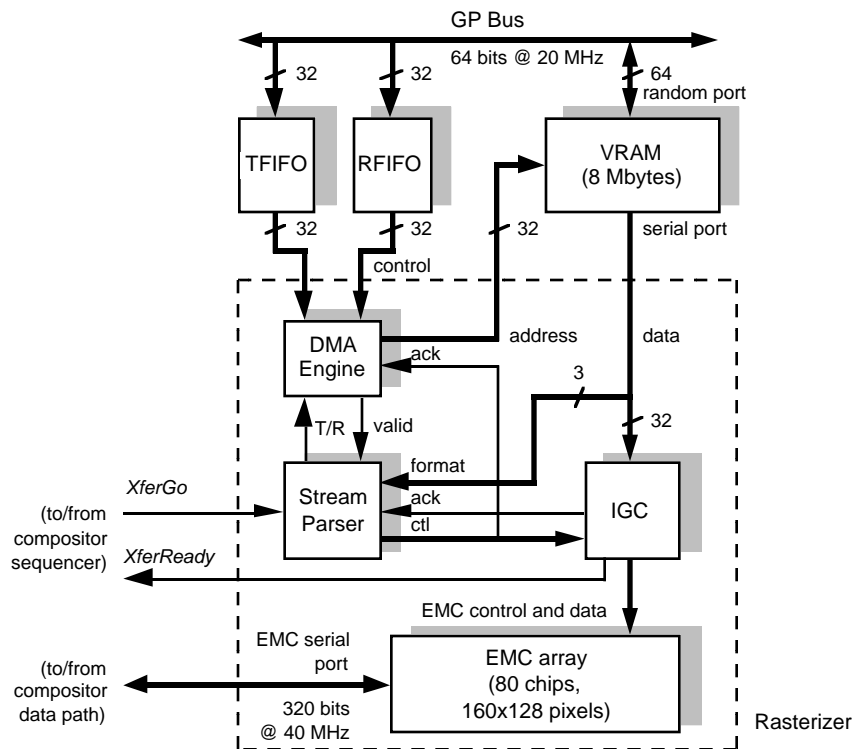 GP Bus
64 bits @ 20 MHz
32
32
64
random port
TFIFO
RFIFO
VRAM
(8 Mbytes)
32
32
32
serial port
control
DMA
Engine
address
data
ack
3
32
T/R
valid
format
XferGo
Stream
Parser
ack
IGC
(to/from
compositor
sequencer)
ctl
XferReady
EMC control and data
EMC serial
port
EMC array
(80 chips,
160x128 pixels)
(to/from
compositor
data path)
320 bits
@ 40 MHz
Rasterizer